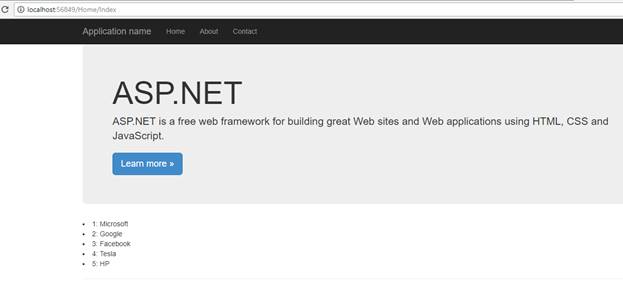 localhost:56849/Home/Index
Application name Home About Contact
ASP.NET
ASP.NET is a free web framework for building great Web sites and Web applications using HTML, CSS and
JavaScript.
Learn more »
1: Microsoft
2: Google
3: Facebook
4: Tesla
5: HP